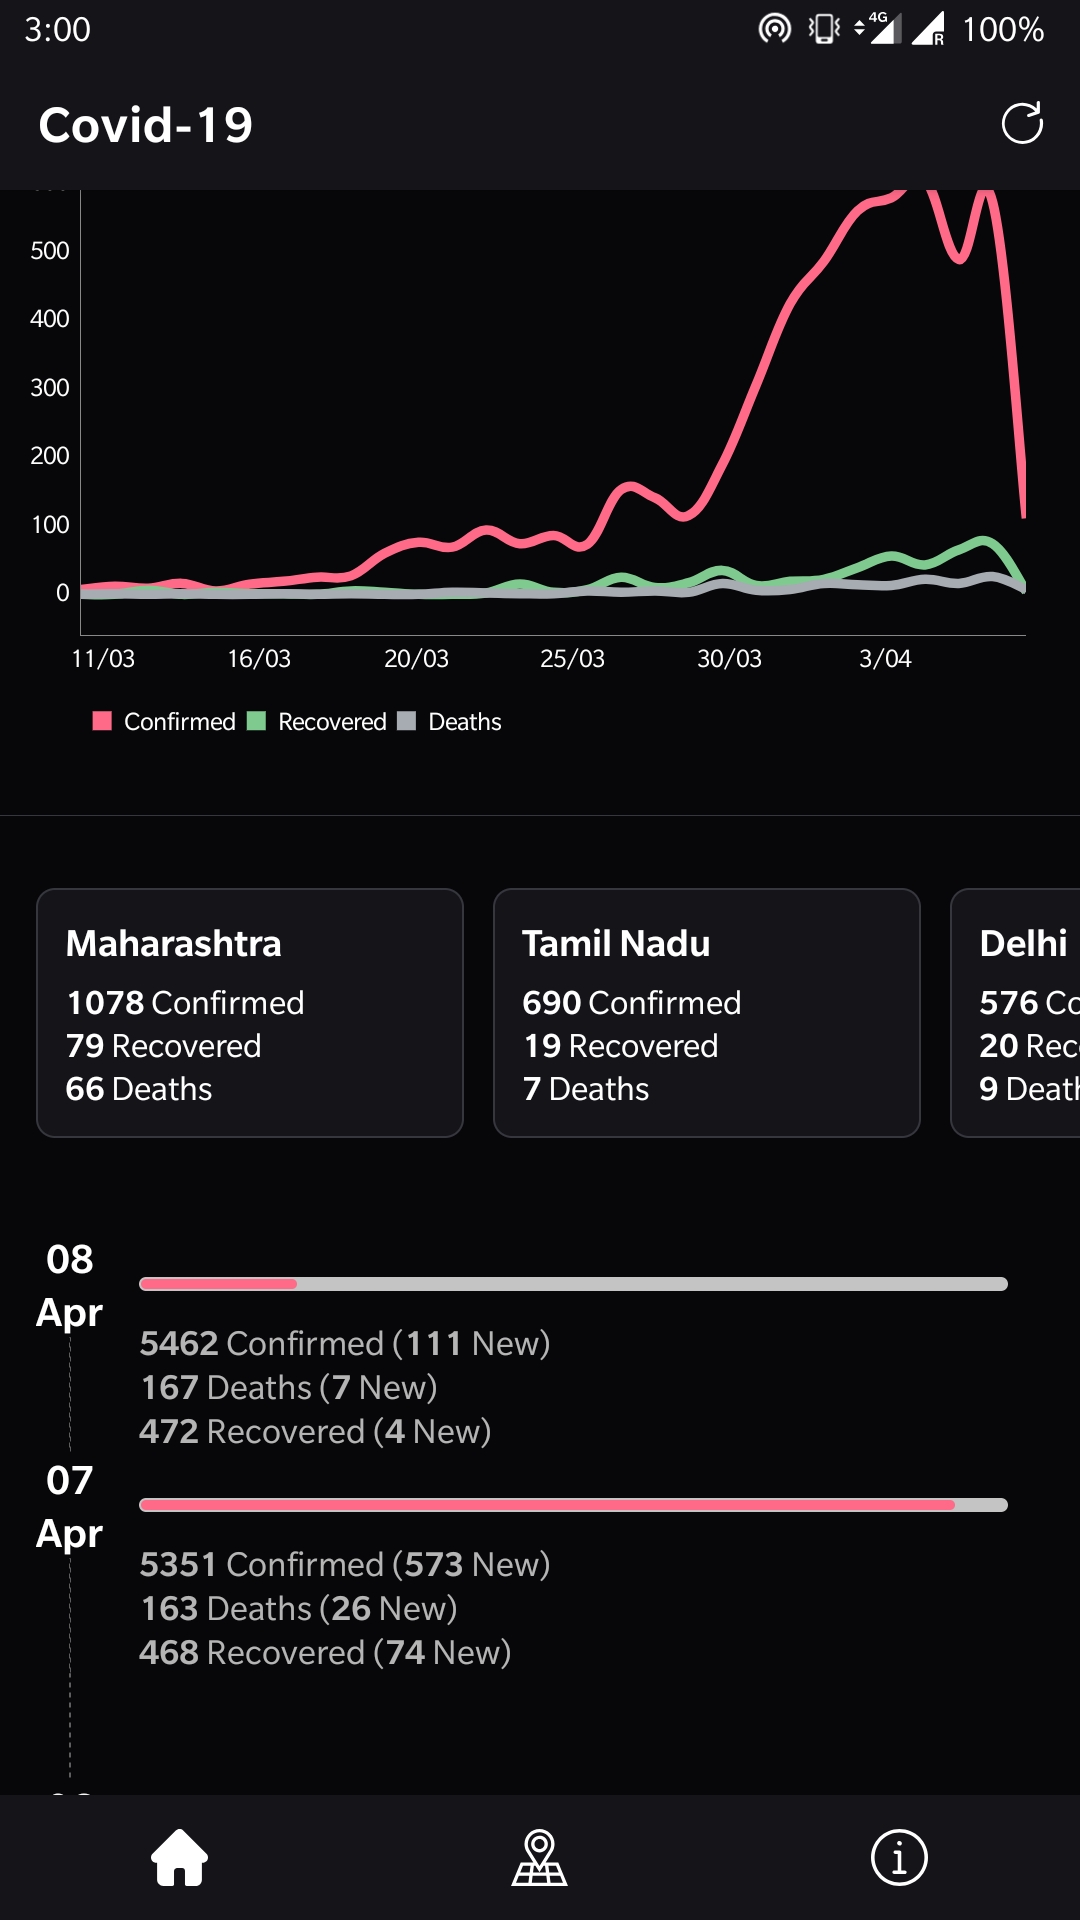 3:00 4G R 100%
Covid-19
500
400
300
200
100
0
11/03 16/03 20/03 25/03 30/03 3/04
Confirmed Recovered Deaths
Maharashtra
1078 Confirmed
79 Recovered
66 Deaths
Tamil Nadu
690 Confirmed
19 Recovered
7 Deaths
Delhi
576 Co
20 Rec
9 Death
08
Apr
5462 Confirmed (111 New)
167 Deaths (7 New)
472 Recovered (4 New)
07
Apr
5351 Confirmed (573 New)
163 Deaths (26 New)
468 Recovered (74 New)